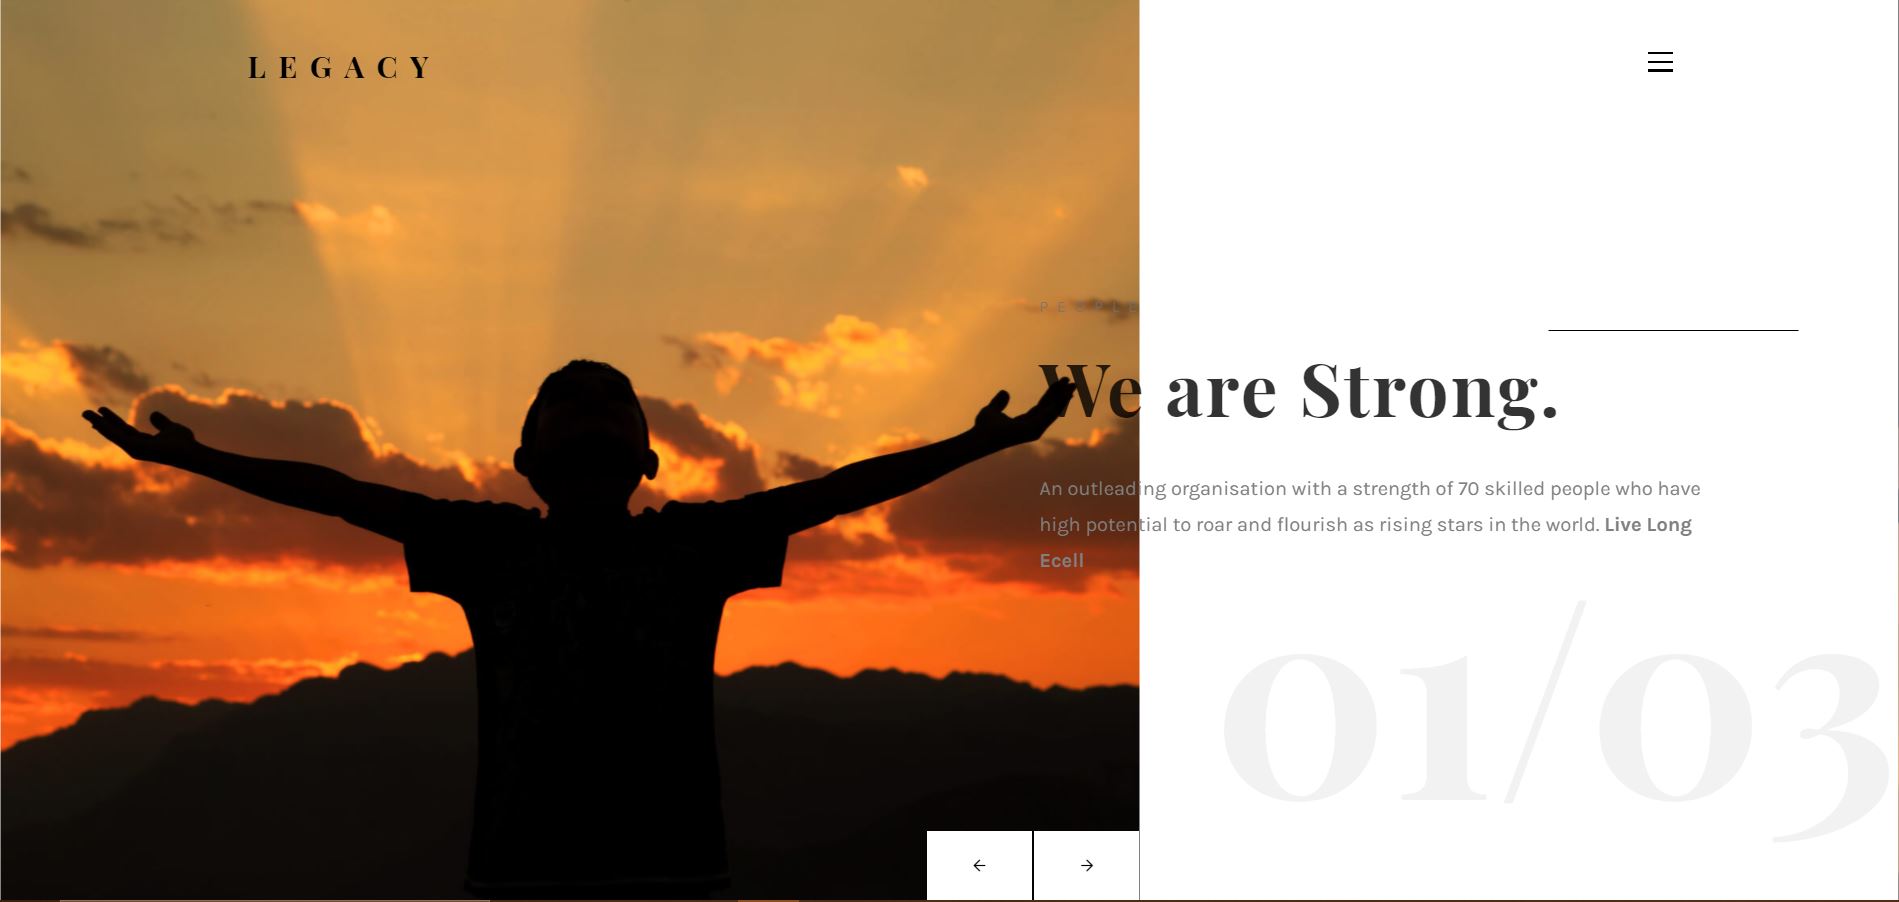 LEGACY
PEOPLE
We are Strong.
An outleading organisation with a strength of 70 skilled people who have
high potential to roar and flourish as rising stars in the world. Live Long
Ecell
01/03
← →